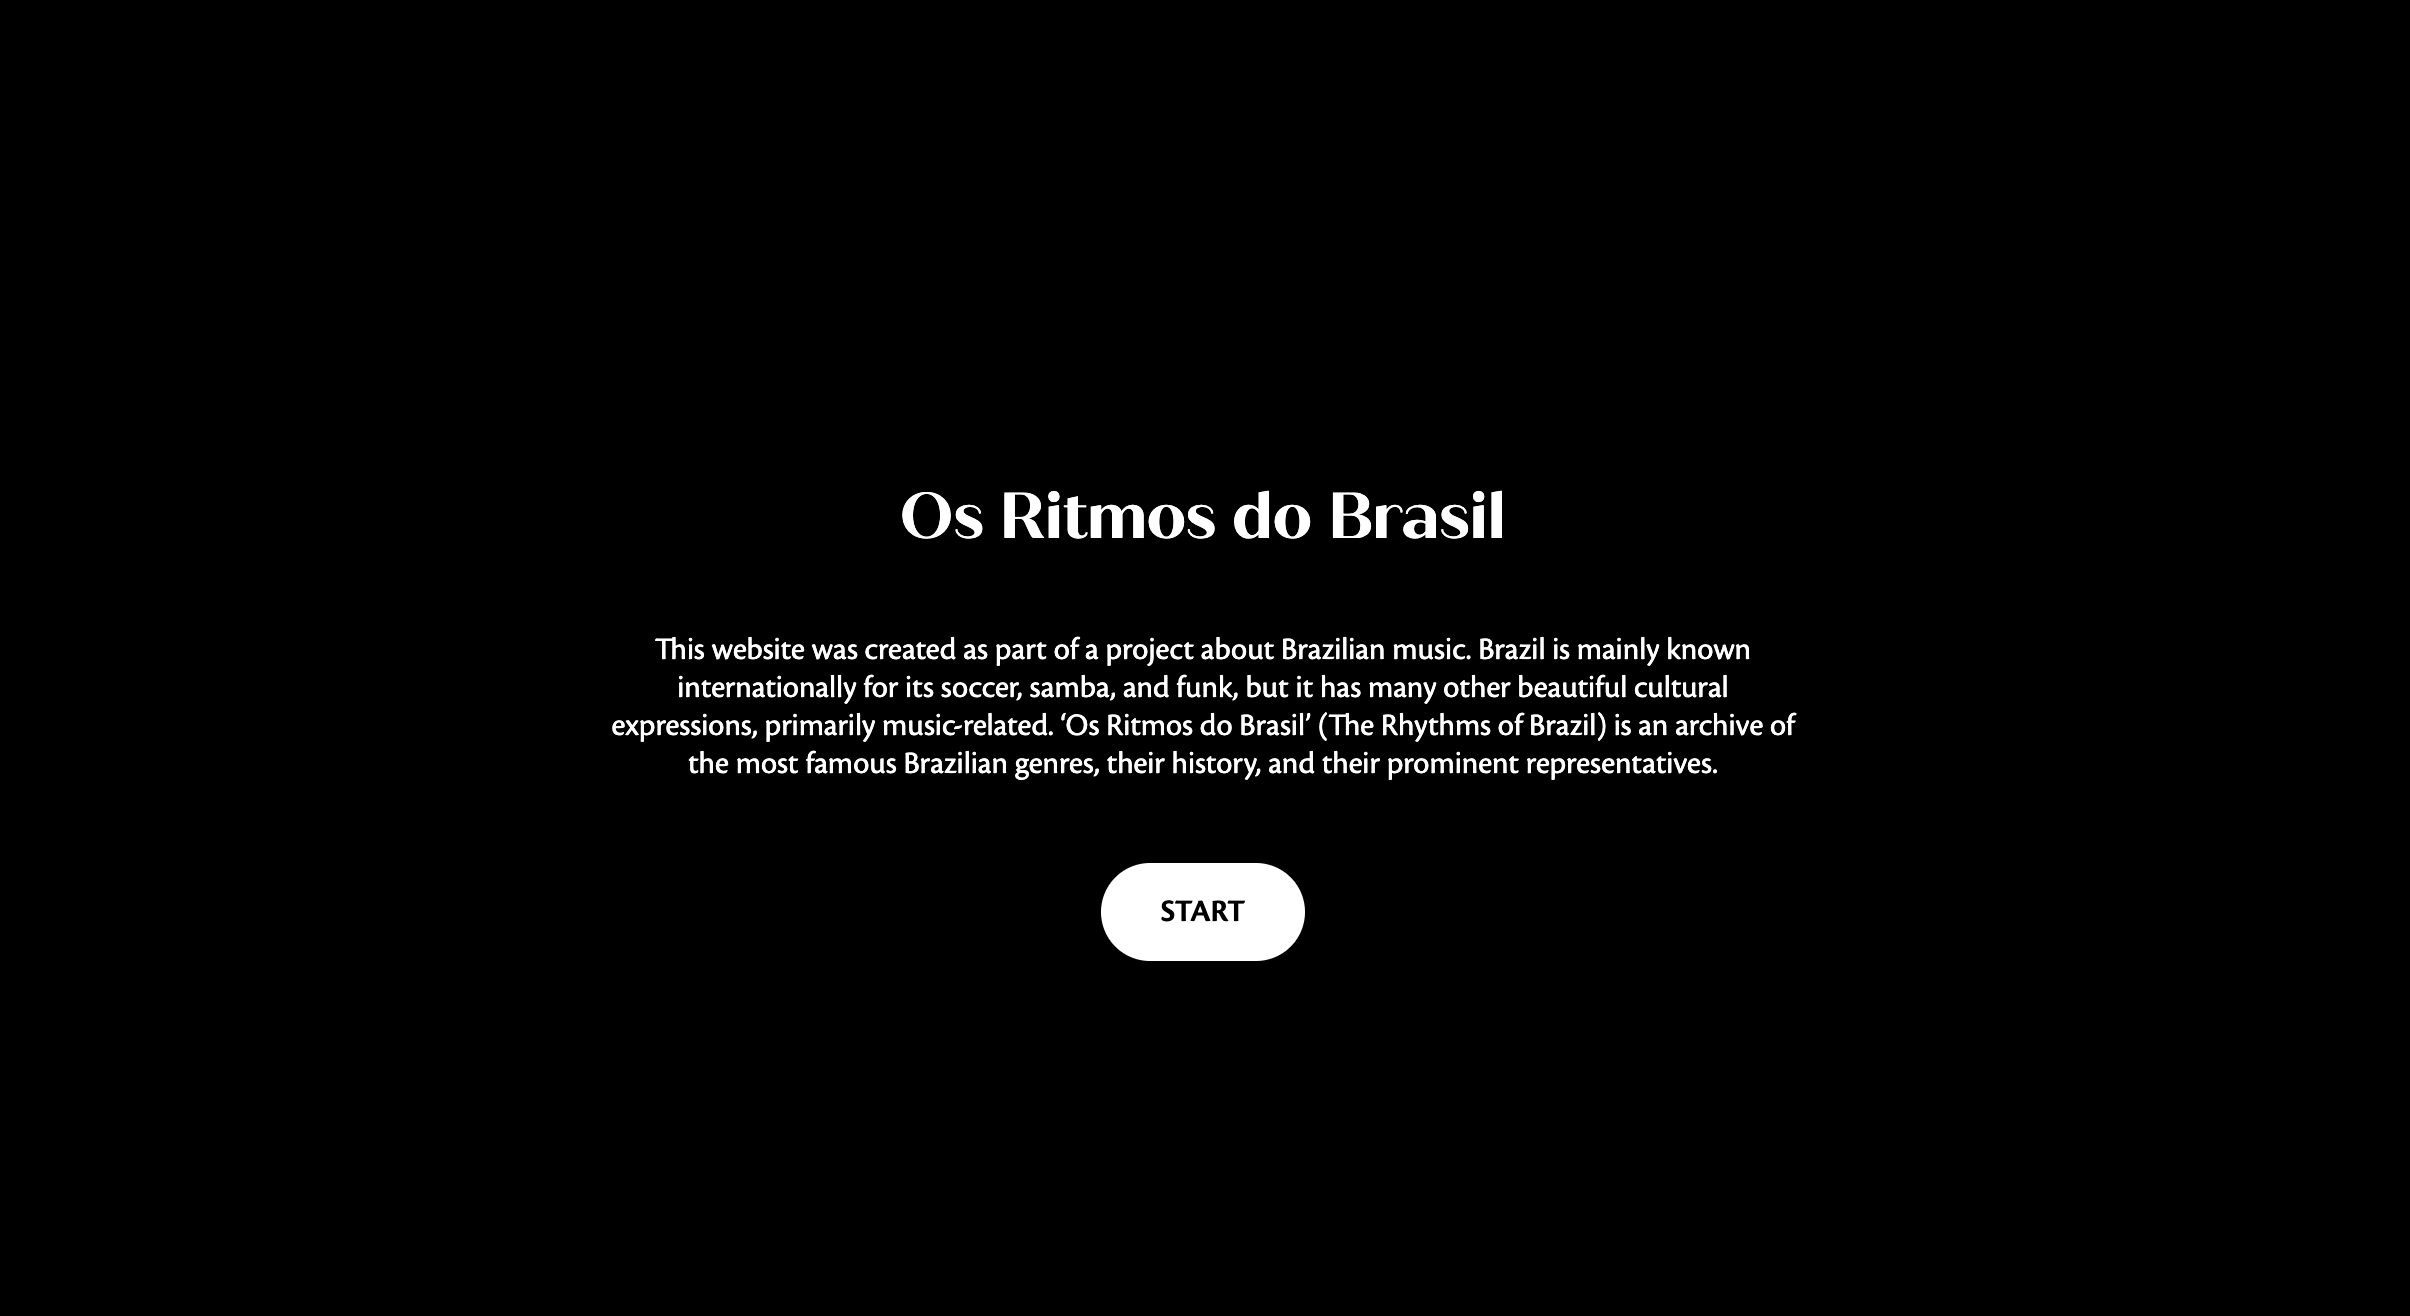 Os Ritmos do Brasil
This website was created as part of a project about Brazilian music. Brazil is mainly known
internationally for its soccer, samba, and funk, but it has many other beautiful cultural
expressions, primarily music-related. ‘Os Ritmos do Brasil’ (The Rhythms of Brazil) is an archive of
the most famous Brazilian genres, their history, and their prominent representatives.
START